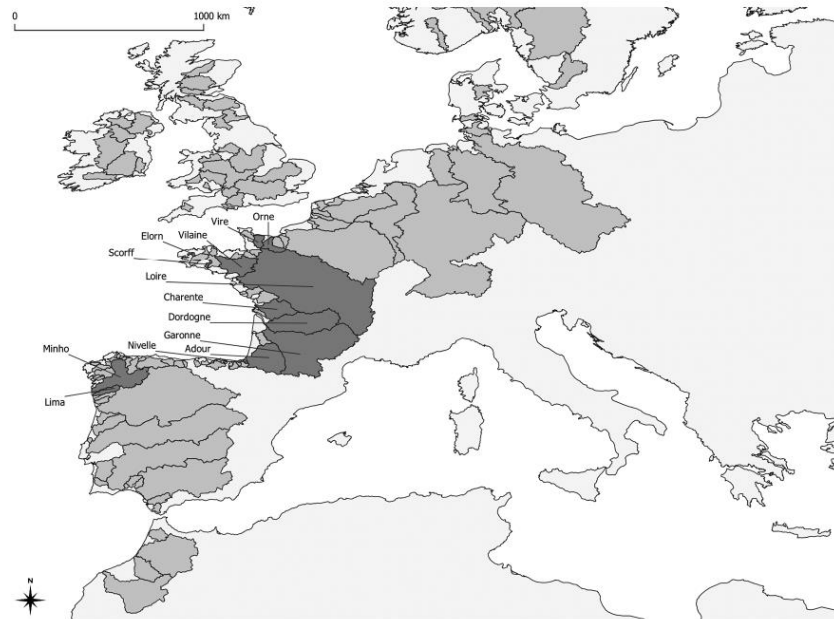 0 1000 km
Orne
Vire
Vilaine
Elorn
Scorff
Loire
Charente
Dordogne
Garonne
Nivelle
Adour
Minho
Lima
N